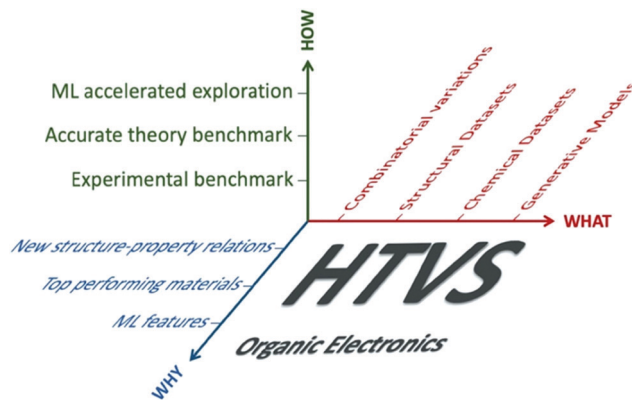 HOW
ML accelerated exploration
Accurate theory benchmark
Experimental benchmark
Combinatorial variations
Structural Datasets
Chemical Datasets
Generative Models
WHAT
New structure-property relations
Top performing materials
ML features
WHY
HTVS
Organic Electronics